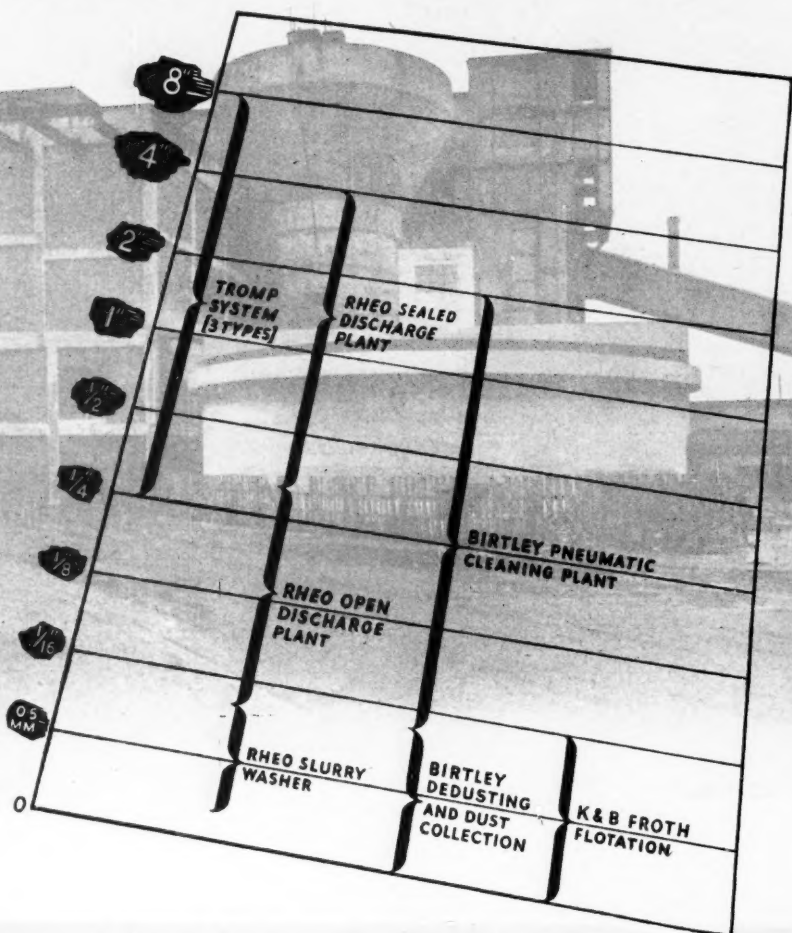 8"
4"
2"
1"
1/2"
1/4"
1/8"
1/16"
0.5
MM
0
TROMP
SYSTEM
[3 TYPES]
RHEO SEALED
DISCHARGE
PLANT
BIRTLEY PNEUMATIC
CLEANING PLANT
RHEO OPEN
DISCHARGE
PLANT
RHEO SLURRY
WASHER
BIRTLEY
DEDUSTING
AND DUST
COLLECTION
K & B FROTH
FLOTATION